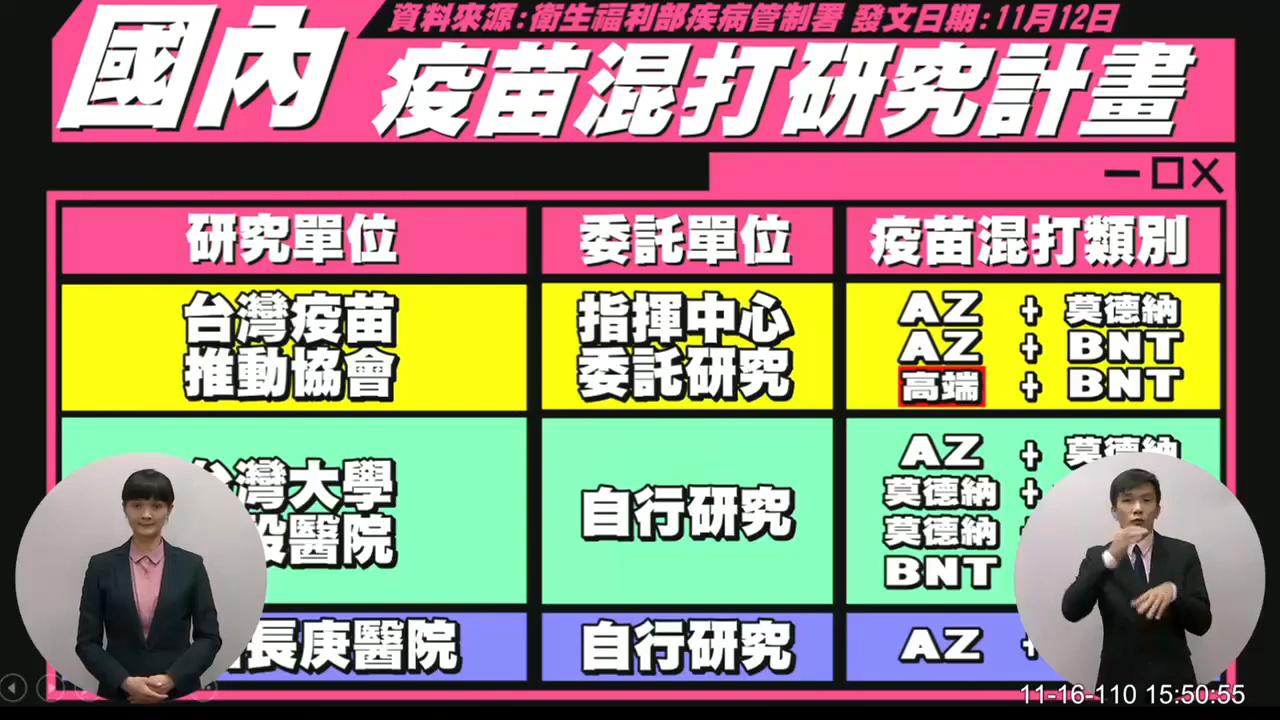 資料來源:衛生福利部疾病管制署 發文日期:11月12日
國內 疫苗混打研究計畫
研究單位 委託單位 疫苗混打類別
台灣疫苗
推動協會
指揮中心
委託研究
AZ + 莫德納
AZ + BNT
高端 + BNT
台灣大學
醫院
自行研究
AZ + 莫德納
莫德納 +
莫德納
BNT
長庚醫院 自行研究 AZ +
11-16-110 15:50:55